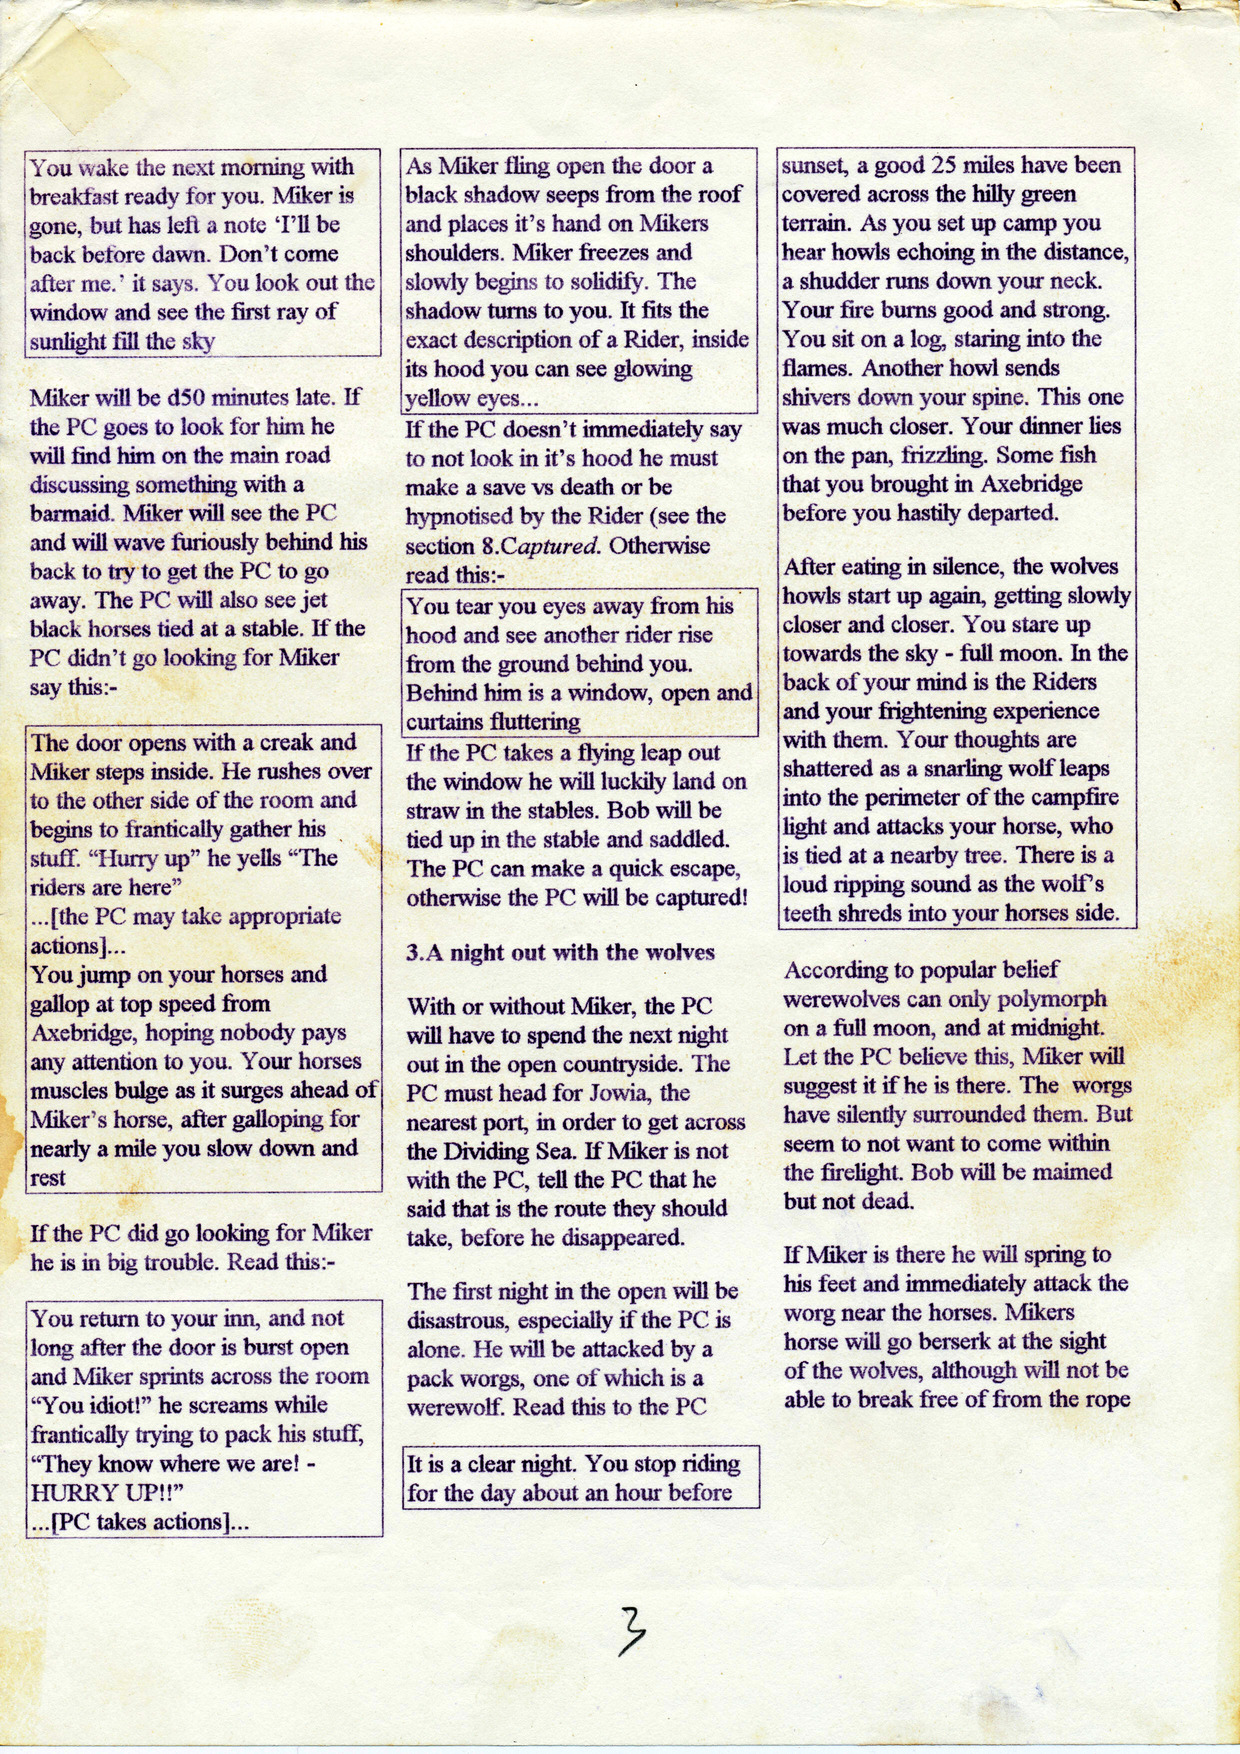 You wake the next morning with
breakfast ready for you. Miker is
gone, but has left a note ‘I’ll be
back before dawn. Don’t come
after me.’ it says. You look out the
window and see the first ray of
sunlight fill the sky
Miker will be d50 minutes late. If
the PC goes to look for him he
will find him on the main road
discussing something with a
barmaid. Miker will see the PC
and will wave furiously behind his
back to try to get the PC to go
away. The PC will also see jet
black horses tied at a stable. If the
PC didn’t go looking for Miker
say this:-
The door opens with a creak and
Miker steps inside. He rushes over
to the other side of the room and
begins to frantically gather his
stuff. “Hurry up” he yells “The
riders are here”
...[the PC may take appropriate
actions]...
You jump on your horses and
gallop at top speed from
Axebridge, hoping nobody pays
any attention to you. Your horses
muscles bulge as it surges ahead of
Miker’s horse, after galloping for
nearly a mile you slow down and
rest
If the PC did go looking for Miker
he is in big trouble. Read this:-
You return to your inn, and not
long after the door is burst open
and Miker sprints across the room
“You idiot!” he screams while
frantically trying to pack his stuff,
“They know where we are! -
HURRY UP!!”
...[PC takes actions]...
As Miker fling open the door a
black shadow seeps from the roof
and places it’s hand on Mikers
shoulders. Miker freezes and
slowly begins to solidify. The
shadow turns to you. It fits the
exact description of a Rider, inside
its hood you can see glowing
yellow eyes...
If the PC doesn’t immediately say
to not look in it’s hood he must
make a save vs death or be
hypnotised by the Rider (see the
section 8.Captured. Otherwise
read this:-
You tear you eyes away from his
hood and see another rider rise
from the ground behind you.
Behind him is a window, open and
curtains fluttering
If the PC takes a flying leap out
the window he will luckily land on
straw in the stables. Bob will be
tied up in the stable and saddled.
The PC can make a quick escape,
otherwise the PC will be captured!
3.A night out with the wolves
With or without Miker, the PC
will have to spend the next night
out in the open countryside. The
PC must head for Jowia, the
nearest port, in order to get across
the Dividing Sea. If Miker is not
with the PC, tell the PC that he
said that is the route they should
take, before he disappeared.
The first night in the open will be
disastrous, especially if the PC is
alone. He will be attacked by a
pack worgs, one of which is a
werewolf. Read this to the PC
It is a clear night. You stop riding
for the day about an hour before
sunset, a good 25 miles have been
covered across the hilly green
terrain. As you set up camp you
hear howls echoing in the distance,
a shudder runs down your neck.
Your fire burns good and strong.
You sit on a log, staring into the
flames. Another howl sends
shivers down your spine. This one
was much closer. Your dinner lies
on the pan, frizzling. Some fish
that you brought in Axebridge
before you hastily departed.
After eating in silence, the wolves
howls start up again, getting slowly
closer and closer. You stare up
towards the sky - full moon. In the
back of your mind is the Riders
and your frightening experience
with them. Your thoughts are
shattered as a snarling wolf leaps
into the perimeter of the campfire
light and attacks your horse, who
is tied at a nearby tree. There is a
loud ripping sound as the wolf’s
teeth shreds into your horses side.
According to popular belief
werewolves can only polymorph
on a full moon, and at midnight.
Let the PC believe this, Miker will
suggest it if he is there. The worgs
have silently surrounded them. But
seem to not want to come within
the firelight. Bob will be maimed
but not dead.
If Miker is there he will spring to
his feet and immediately attack the
worg near the horses. Mikers
horse will go berserk at the sight
of the wolves, although will not be
able to break free of from the rope
3